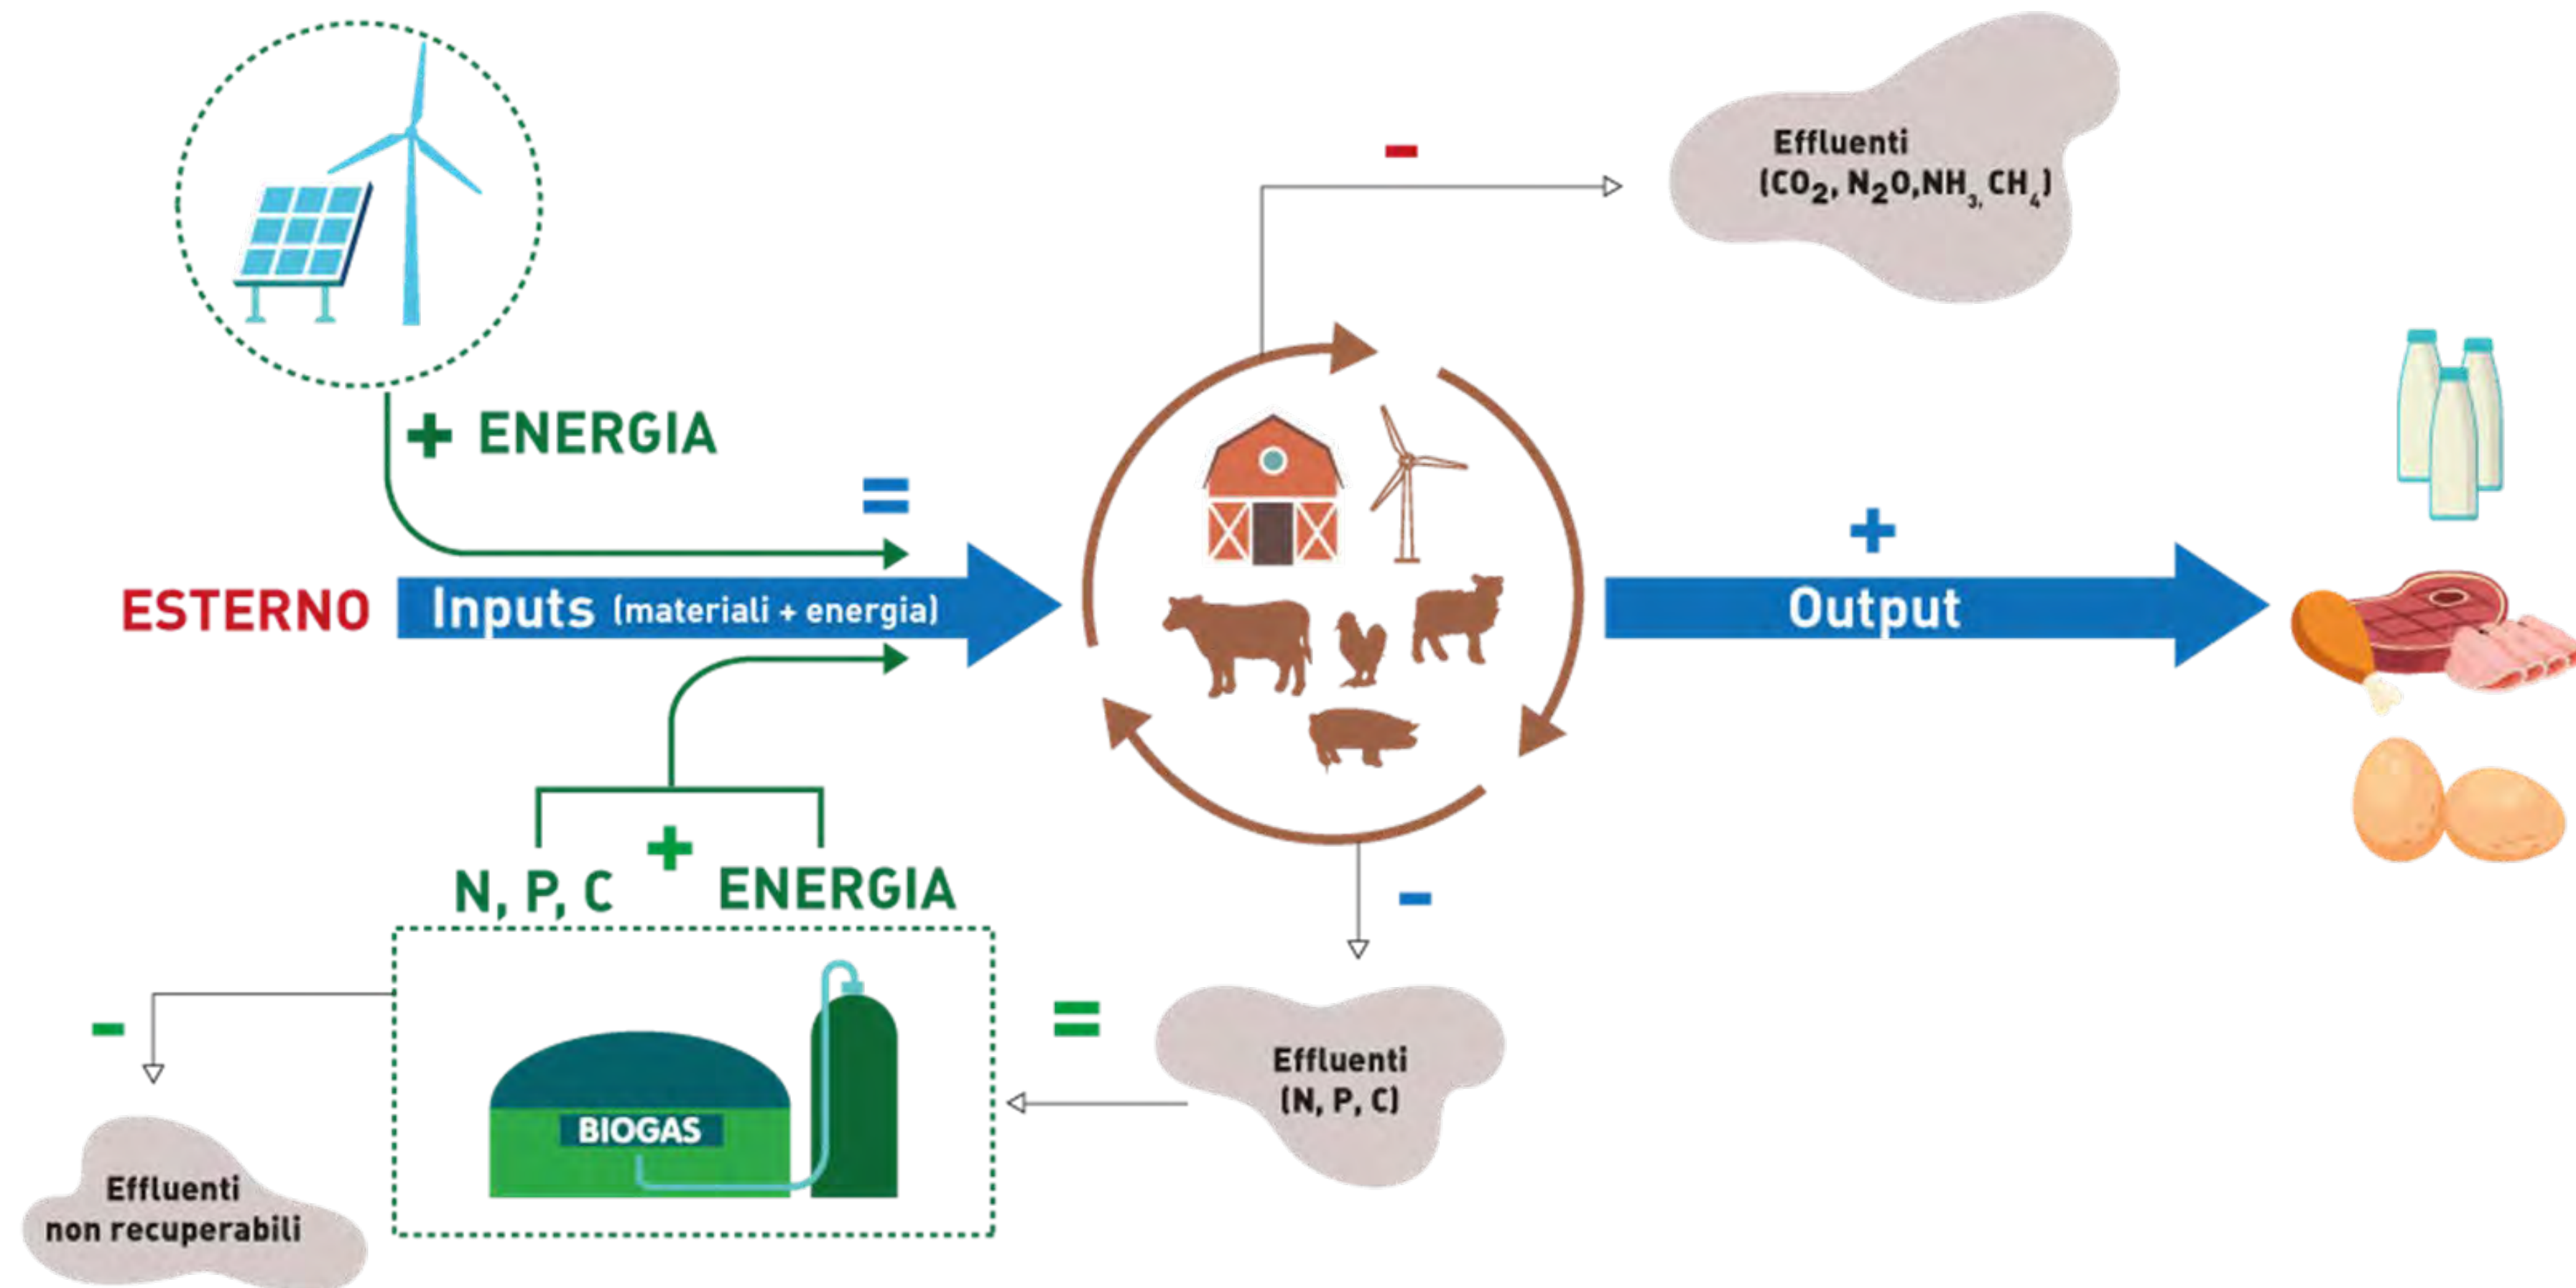 Effluenti
(CO₂, N₂O,NH₃, CH₄)
-
+ ENERGIA
=
ESTERNO
Inputs (materiali + energia)
+
Output
+
N, P, C
ENERGIA
-
-
=
BIOGAS
Effluenti
(N, P, C)
Effluenti
non recuperabili